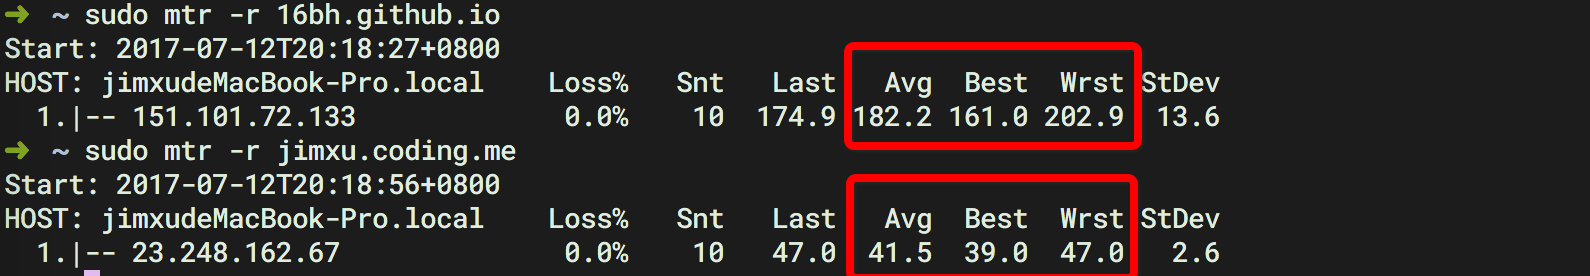 ➜ ~ sudo mtr -r 16bh.github.io
Start: 2017-07-12T20:18:27+0800
HOST: jimxudeMacBook-Pro.local Loss% Snt Last Avg Best Wrst StDev
1.|-- 151.101.72.133 0.0% 10 174.9 182.2 161.0 202.9 13.6
➜ ~ sudo mtr -r jimxu.coding.me
Start: 2017-07-12T20:18:56+0800
HOST: jimxudeMacBook-Pro.local Loss% Snt Last Avg Best Wrst StDev
1.|-- 23.248.162.67 0.0% 10 47.0 41.5 39.0 47.0 2.6